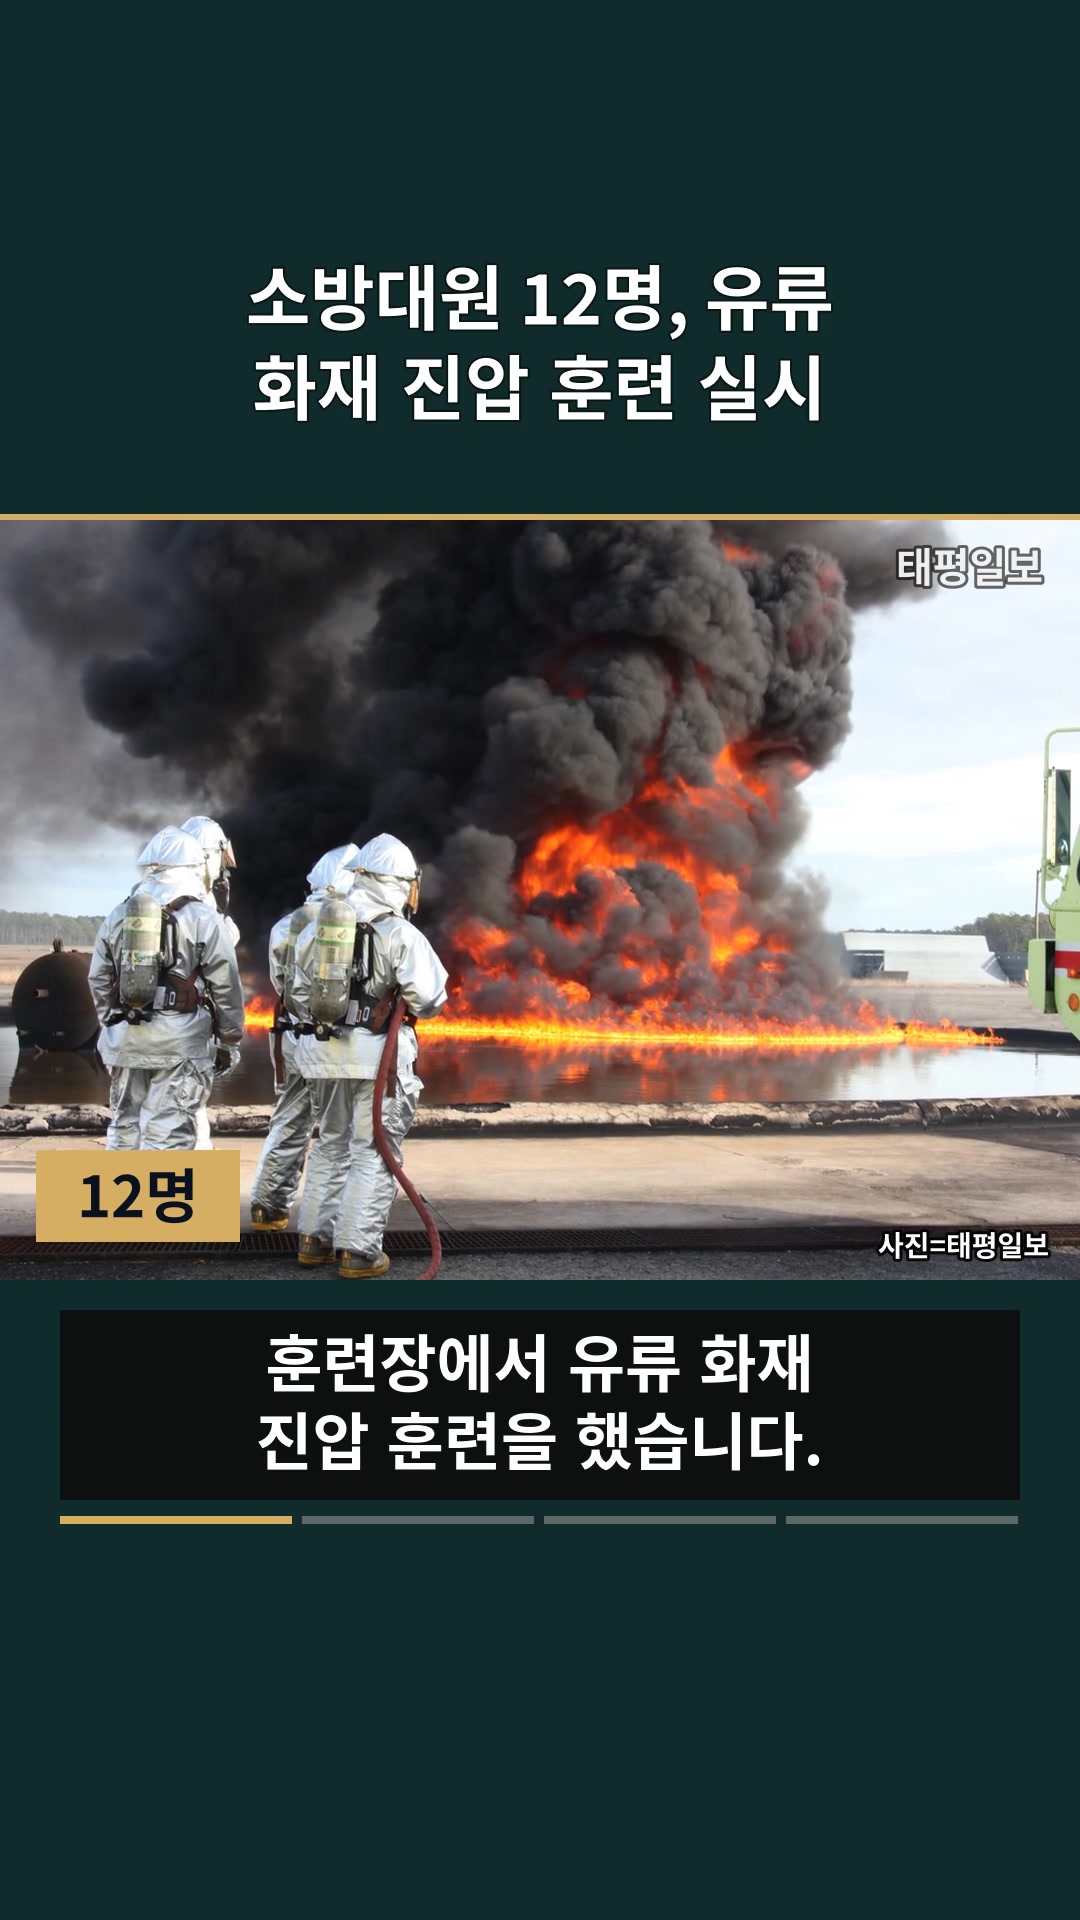 소방대원 12명, 유류
화재 진압 훈련 실시
태평일보
12명
사진=태평일보
훈련장에서 유류 화재
진압 훈련을 했습니다.